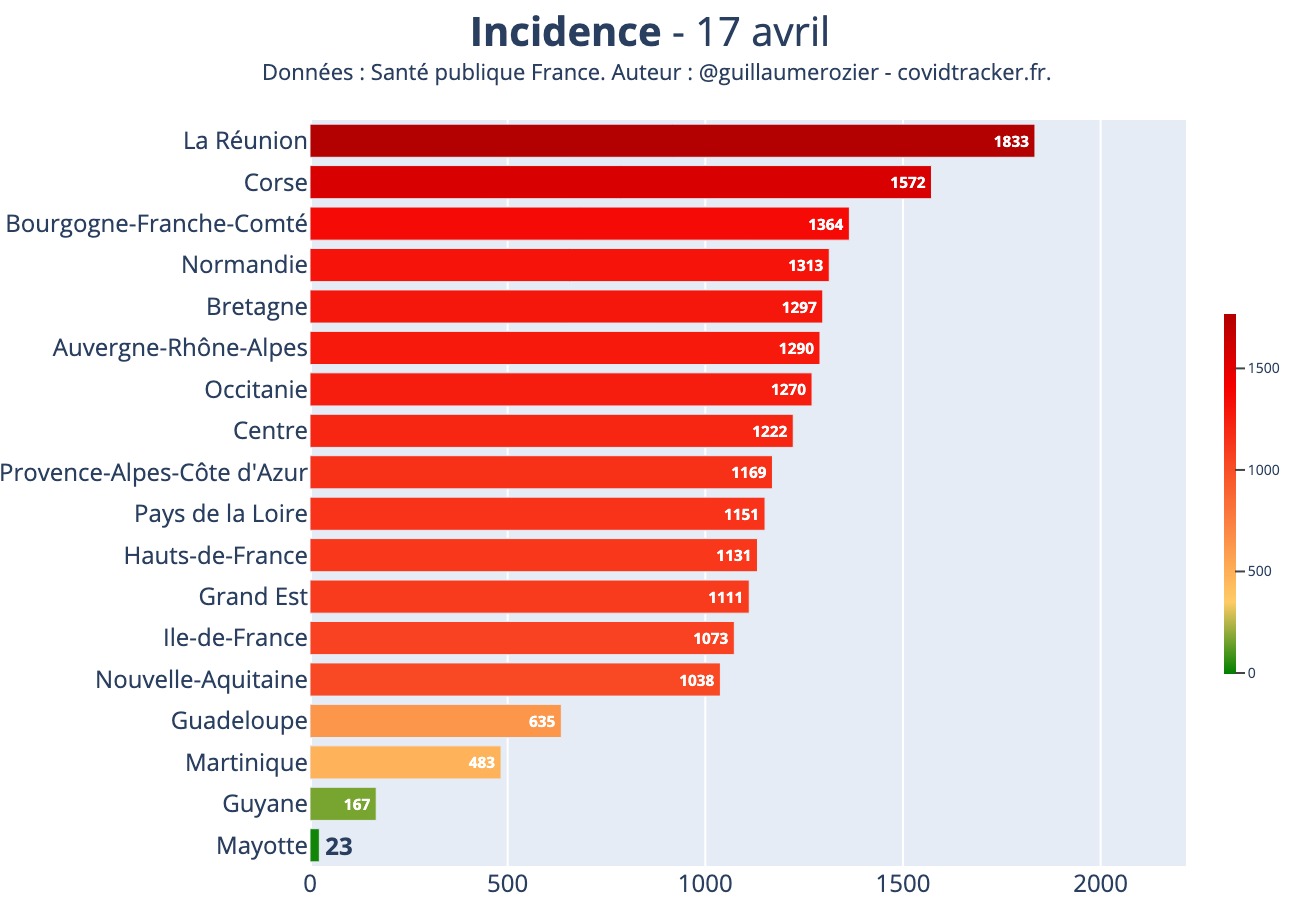 Incidence - 17 avril
Données : Santé publique France. Auteur : @guillaumerozier - covidtracker.fr.
La Réunion 1833
Corse 1572
Bourgogne-Franche-Comté 1364
Normandie 1313
Bretagne 1297
Auvergne-Rhône-Alpes 1290
Occitanie 1270
Centre 1222
Provence-Alpes-Côte d'Azur 1169
Pays de la Loire 1151
Hauts-de-France 1131
Grand Est 1111
Ile-de-France 1073
Nouvelle-Aquitaine 1038
Guadeloupe 635
Martinique 483
Guyane 167
Mayotte 23
0 500 1000 1500 2000
1500
1000
500
0